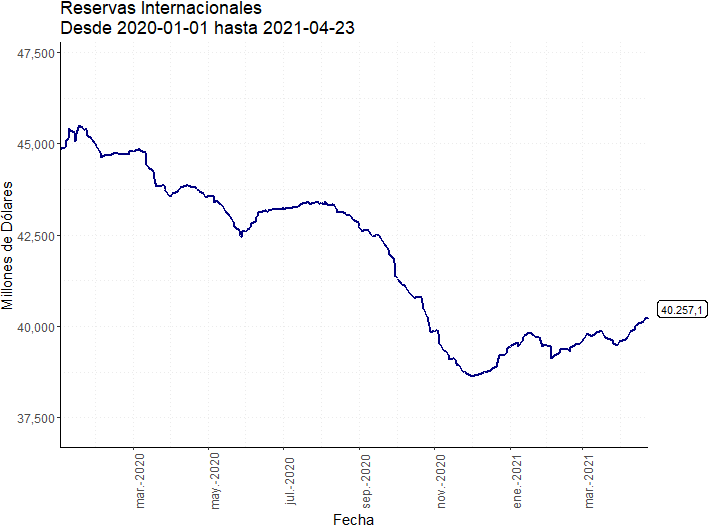 Reservas Internacionales
Desde 2020-01-01 hasta 2021-04-23
47,500
45,000
42,500
40,000
37,500
Millones de Dólares
40.257,1
mar.-2020
may.-2020
jul.-2020
sep.-2020
nov.-2020
ene.-2021
mar.-2021
Fecha